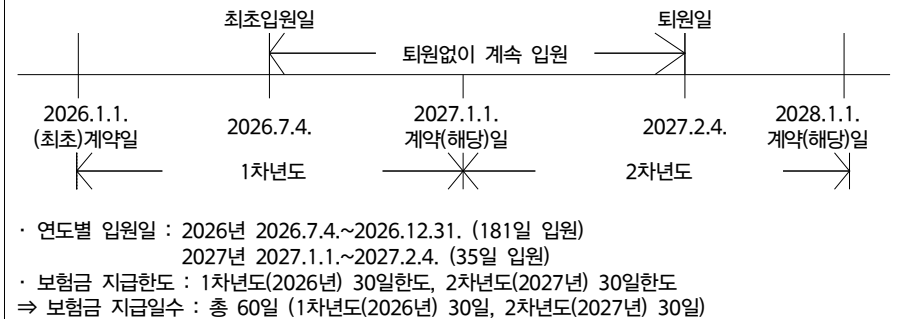 최초입원일 퇴원일
퇴원없이 계속 입원
2026.1.1. 2026.7.4. 2027.1.1. 2027.2.4. 2028.1.1.
(최초)계약일 계약(해당)일 계약(해당)일
1차년도 2차년도
· 연도별 입원일 : 2026년 2026.7.4.~2026.12.31. (181일 입원)
2027년 2027.1.1.~2027.2.4. (35일 입원)
· 보험금 지급한도 : 1차년도(2026년) 30일한도, 2차년도(2027년) 30일한도
⇒ 보험금 지급일수 : 총 60일 (1차년도(2026년) 30일, 2차년도(2027년) 30일)